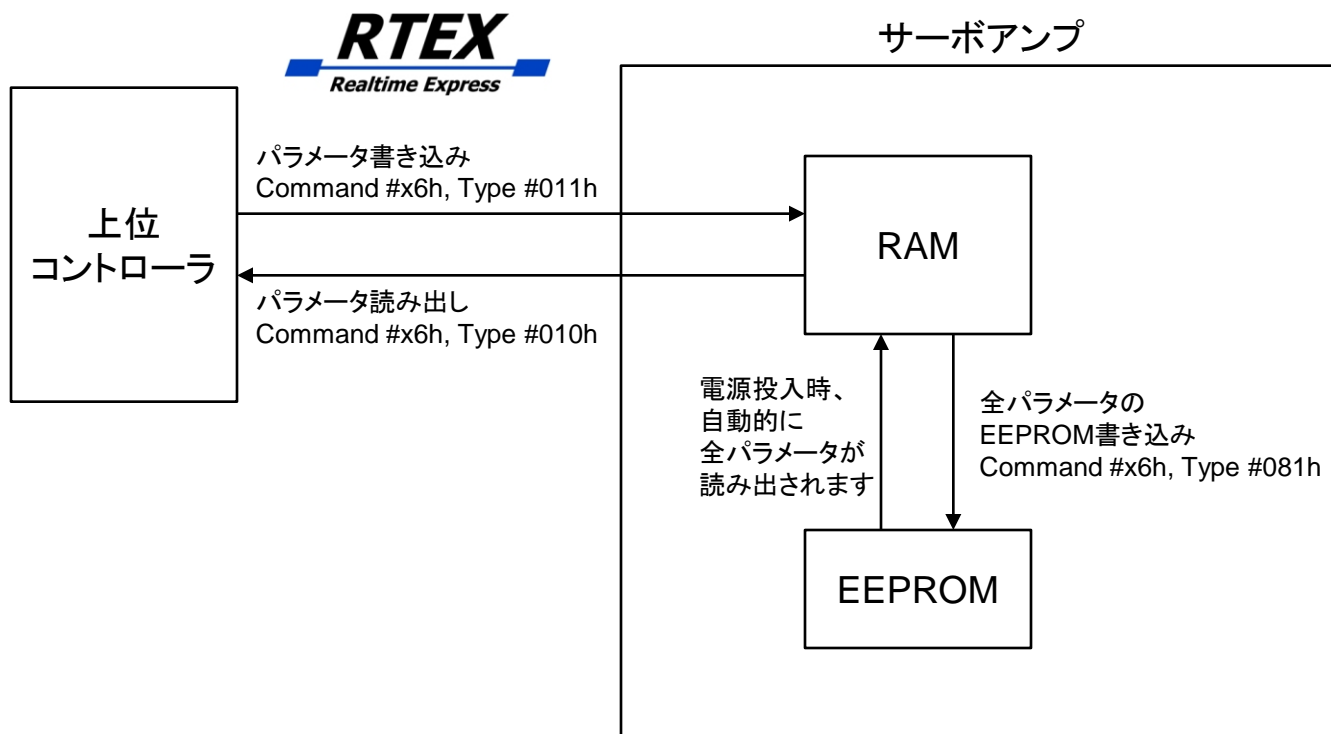 RTEX
Realtime Express
サーボアンプ
上位
コントローラ
パラメータ書き込み
Command #x6h, Type #011h
パラメータ読み出し
Command #x6h, Type #010h
RAM
電源投入時、
自動的に
全パラメータが
読み出されます
全パラメータの
EEPROM書き込み
Command #x6h, Type #081h
EEPROM